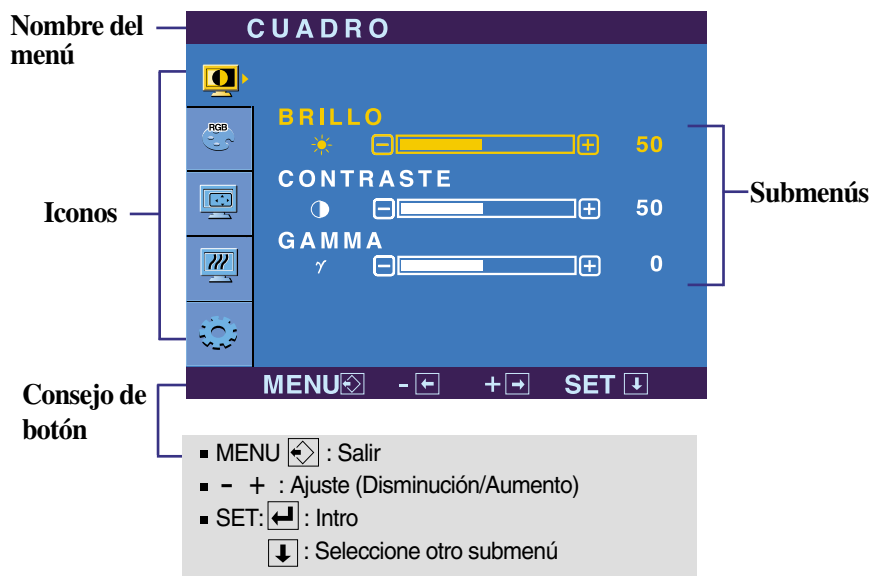 Nombre del
menú
CUADRO
RGB
BRILLO
50
CONTRASTE
50
GAMMA
γ
0
Iconos
Submenús
MENU - + SET
Consejo de
botón
MENU : Salir
- + : Ajuste (Disminución/Aumento)
SET: : Intro
: Seleccione otro submenú